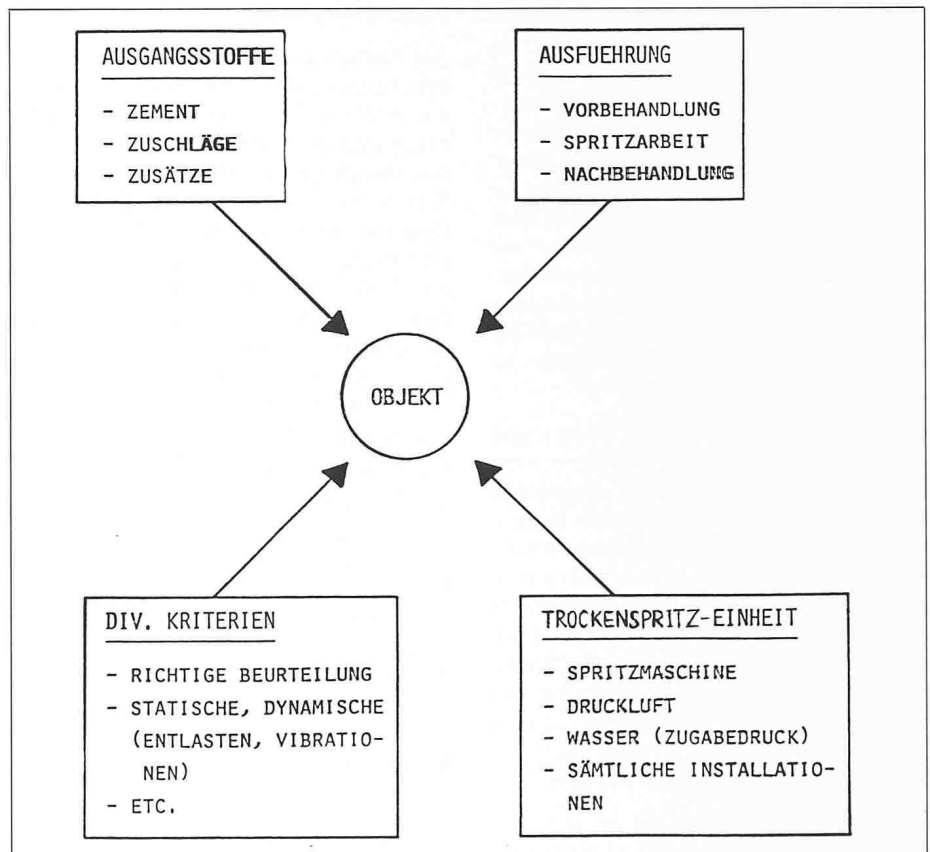 AUSGANGSSTOFFE
- ZEMENT
- ZUSCHLÄGE
- ZUSÄTZE
AUSFUEHRUNG
- VORBEHANDLUNG
- SPRITZARBEIT
- NACHBEHANDLUNG
OBJEKT
DIV. KRITERIEN
- RICHTIGE BEURTEILUNG
- STATISCHE, DYNAMISCHE
(ENTLASTEN, VIBRATIO-
NEN)
- ETC.
TROCKENSPRITZ-EINHEIT
- SPRITZMASCHINE
- DRUCKLUFT
- WASSER (ZUGABEDRUCK)
- SÄMTLICHE INSTALLATIO-
NEN